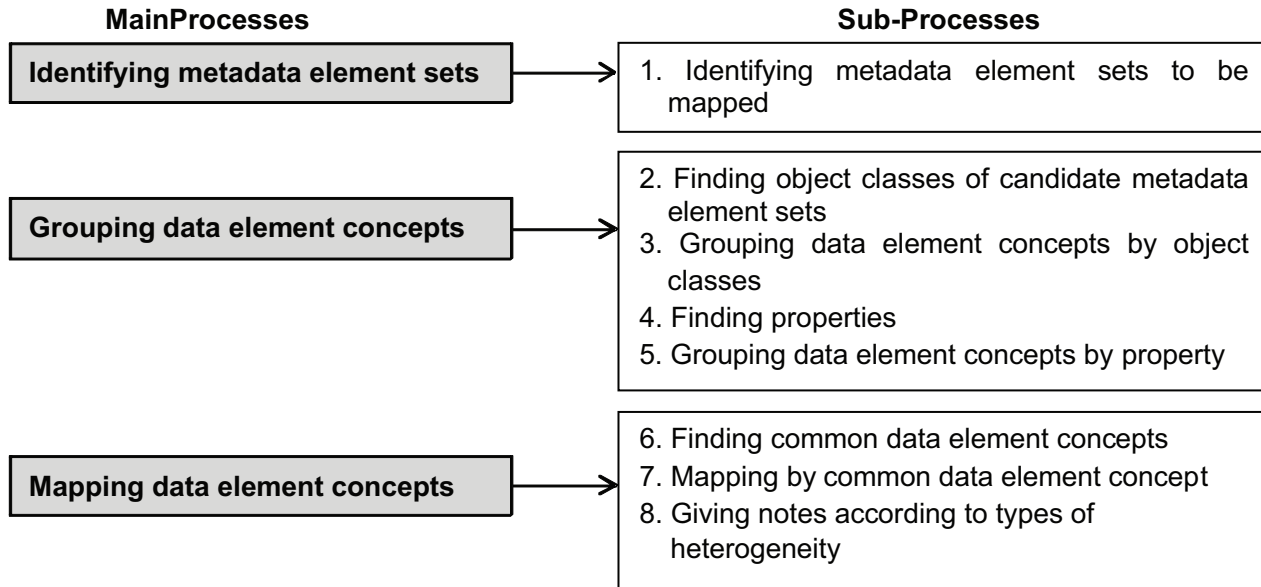 MainProcesses
Sub-Processes
Identifying metadata element sets
1. Identifying metadata element sets to be
mapped
Grouping data element concepts
2. Finding object classes of candidate metadata
element sets
3. Grouping data element concepts by object
classes
4. Finding properties
5. Grouping data element concepts by property
Mapping data element concepts
6. Finding common data element concepts
7. Mapping by common data element concept
8. Giving notes according to types of
heterogeneity